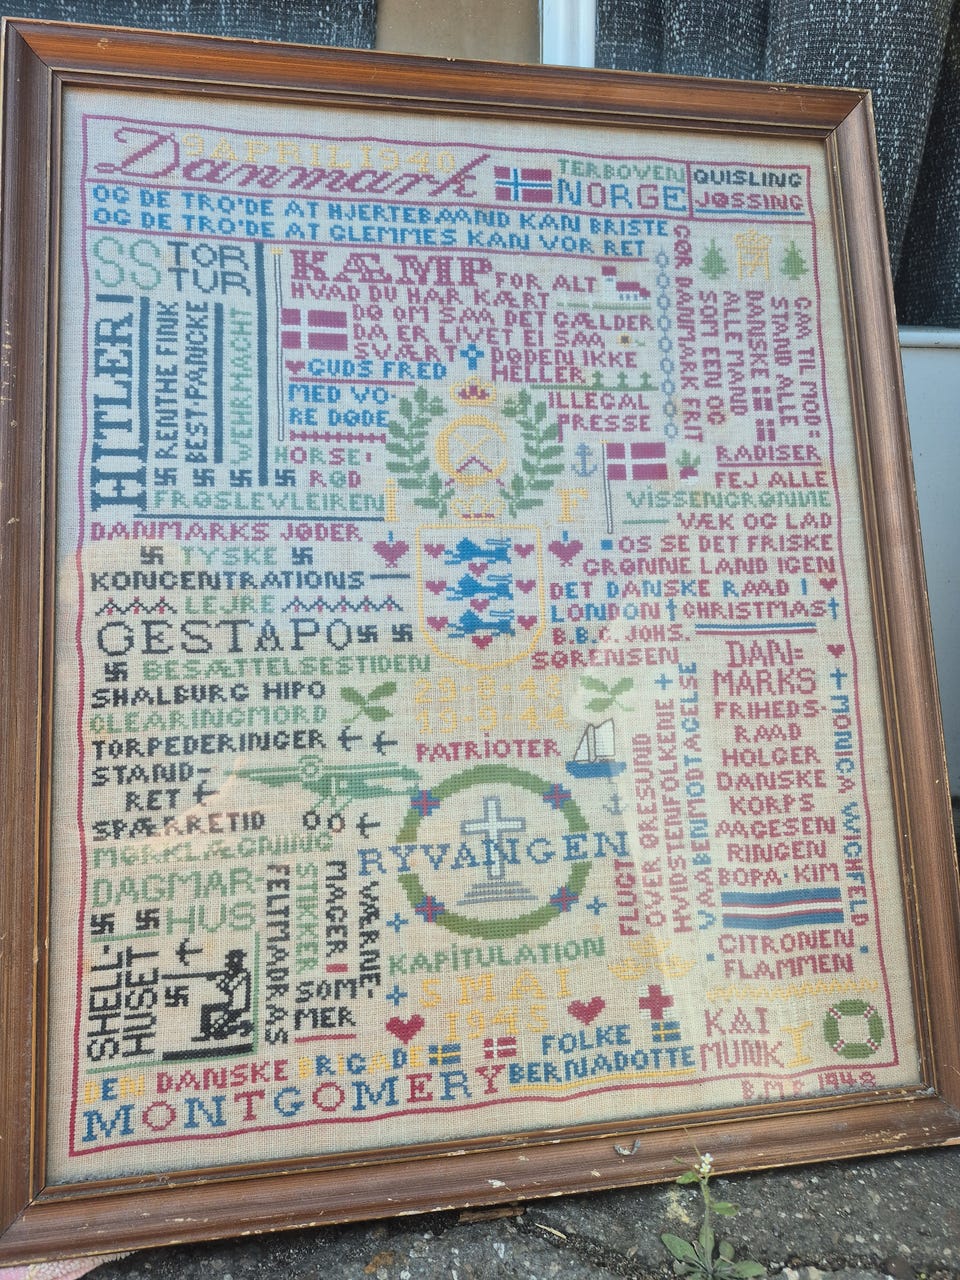 9 APRIL 1940
Danmark
TERBOVEN
NORGE
QUISLING
JØSSING
OG DE TRO'DE AT HJERTEBAAND KAN BRISTE
OG DE TRO'DE AT GLEMMES KAN VOR RET
SS TOR
TUR
HITLER!
RENTHE FINK
BEST PANCKE
WEHRMACHT
KÆMP FOR ALT
HVAD DU HAR KÆRT
DØ OM SAA DET GÆLDER
DA ER LIVET EI SAA
SVÆRT DØDEN IKKE
HELLER
GUDS FRED
MED VO-
RE DØDE
ILLEGAL
PRESSE
GØR DANMARK FRIT
SOM EEN OG
ALLE MAND
DANSKE
STAND ALLE
GAA TIL MOD=
HORSE:
RØD
FRØSLEVLEIREN
I F
RADISER
FEJ ALLE
VISSENGRØNNE
VÆK OG LAD
OS SE DET FRISKE
GRØNNE LAND IGEN
DANMARKS JØDER
TYSKE
KONCENTRATIONS
LEJRE
GESTAPO
BESÆTTELSESTIDEN
DET DANSKE RAAD I
LONDON CHRISTMAS
B.B.C. JOHS.
SØRENSEN
SHALBURG HIPO
CLEARINGMORD
TORPEDERINGER
STAND-
RET
SPÆRRETID
MØRKLÆGNING
29-8-43
19-9-44
PATRIOTER
RYVANGEN
FLUGT OVER ØRESUND
HVIDSTENFOLKENE
VAABENMODTAGELSE
DAN=
MARKS
FRIHEDS-
RAAD
HOLGER
DANSKE
KORPS
AAGESEN
RINGEN
BOPA·KIM
CITRONEN
FLAMMEN
MONICA WICHFELD
DAGMAR-
HUS
SHELL-
HUSET
FELTMADRAS
STIKKER
MAGER-
VÆRNE-
SOM-
MER
KAPITULATION
5 MAI
1945
DEN DANSKE BRIGADE
MONTGOMERY
FOLKE
BERNADOTTE
KAI
MUNK
B.M.P. 1948